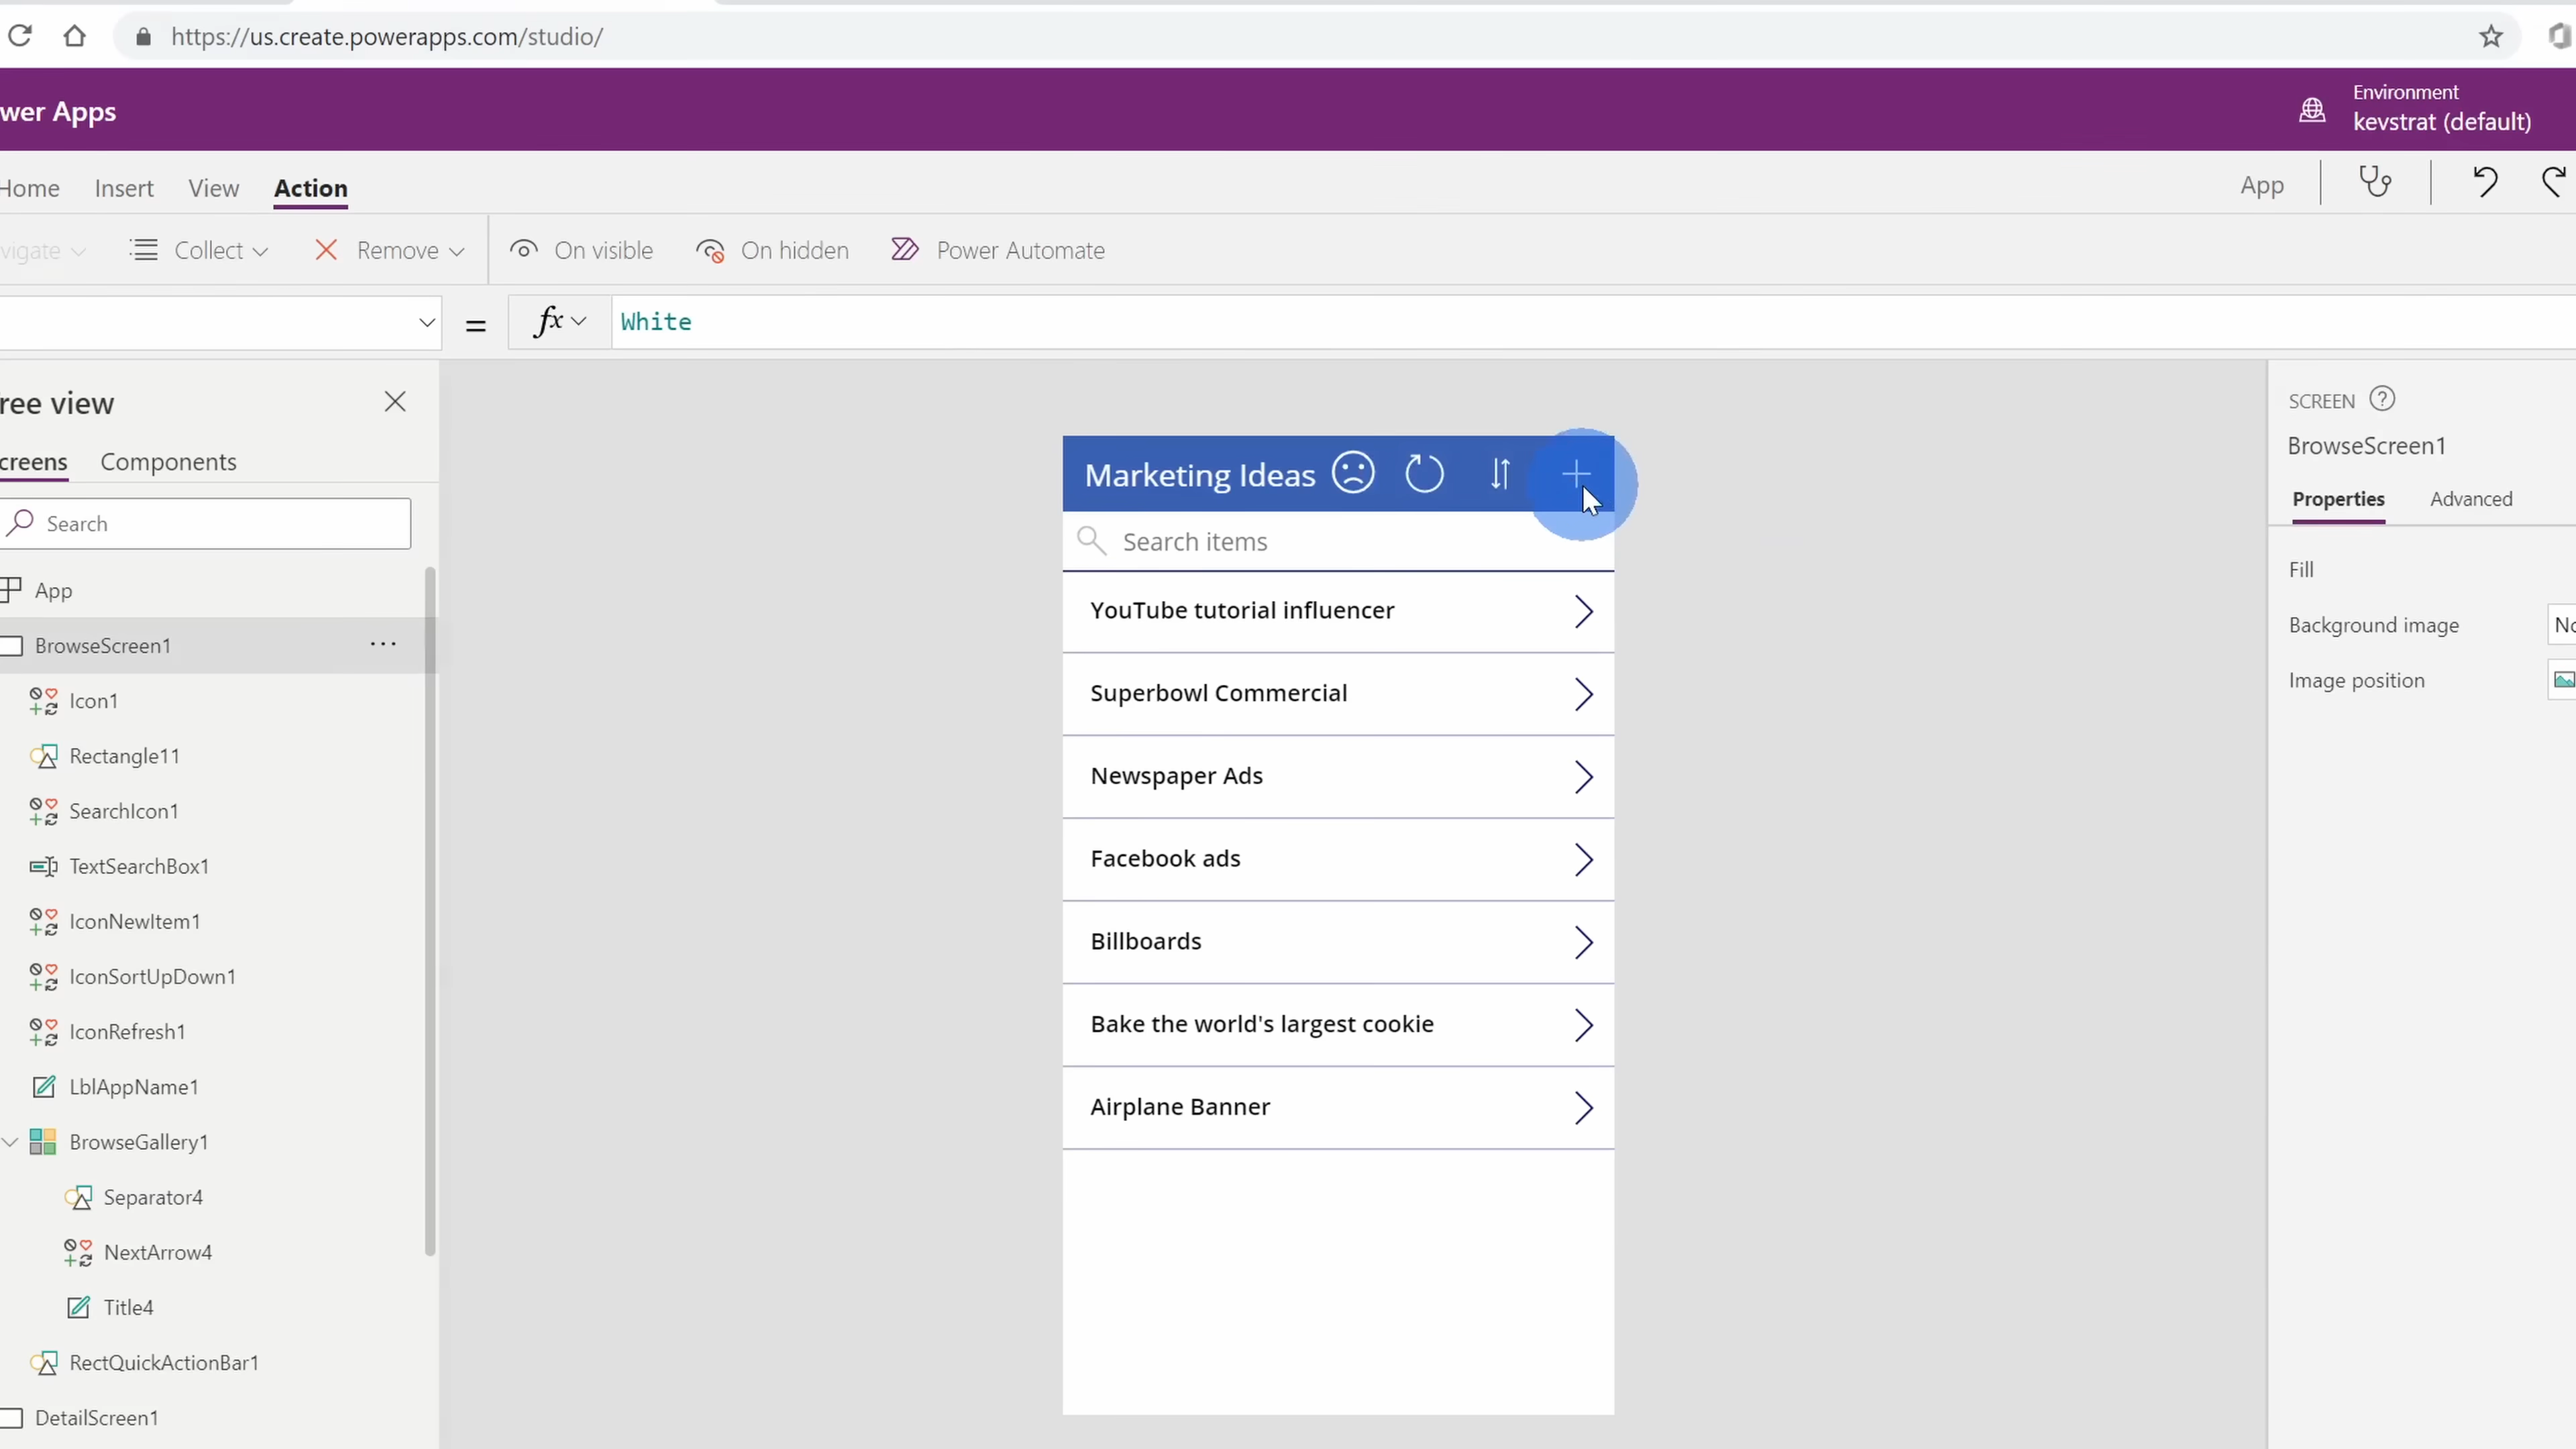 https://us.create.powerapps.com/studio/
wer Apps
Environment
kevstrat (default)
Home
Insert
View
Action
App
vigate
Collect
Remove
On visible
On hidden
Power Automate
=
fx
White
ree view
creens
Components
Search
App
BrowseScreen1
...
Icon1
Rectangle11
SearchIcon1
TextSearchBox1
IconNewItem1
IconSortUpDown1
IconRefresh1
LblAppName1
BrowseGallery1
Separator4
NextArrow4
Title4
RectQuickActionBar1
DetailScreen1
Marketing Ideas
Search items
YouTube tutorial influencer
Superbowl Commercial
Newspaper Ads
Facebook ads
Billboards
Bake the world's largest cookie
Airplane Banner
SCREEN
BrowseScreen1
Properties
Advanced
Fill
Background image
No
Image position